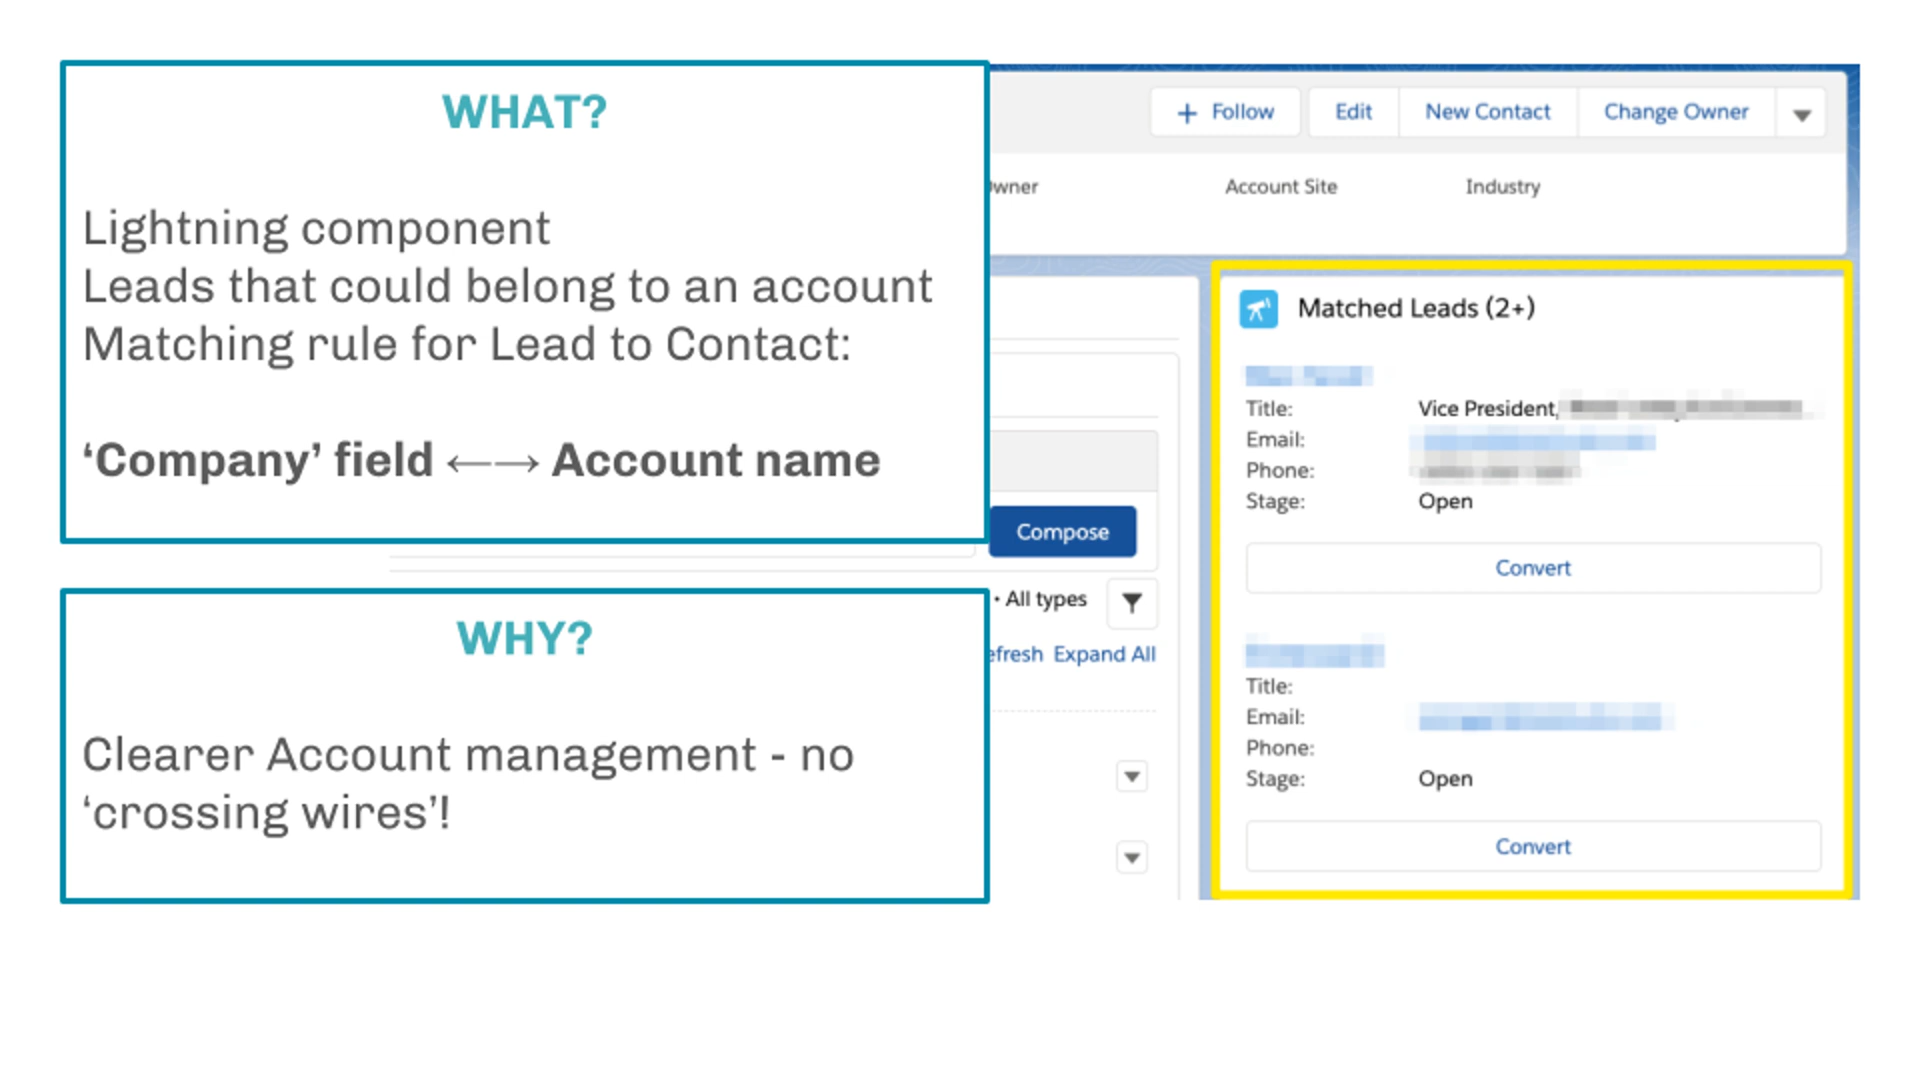 WHAT?
Lightning component
Leads that could belong to an account
Matching rule for Lead to Contact:
‘Company’ field ←→ Account name
WHY?
Clearer Account management - no
‘crossing wires’!
+ Follow
Edit
New Contact
Change Owner
Account Site
Industry
Compose
• All types
Expand All
Matched Leads (2+)
Title: Vice President,
Email:
Phone:
Stage: Open
Convert
Title:
Email:
Phone:
Stage: Open
Convert